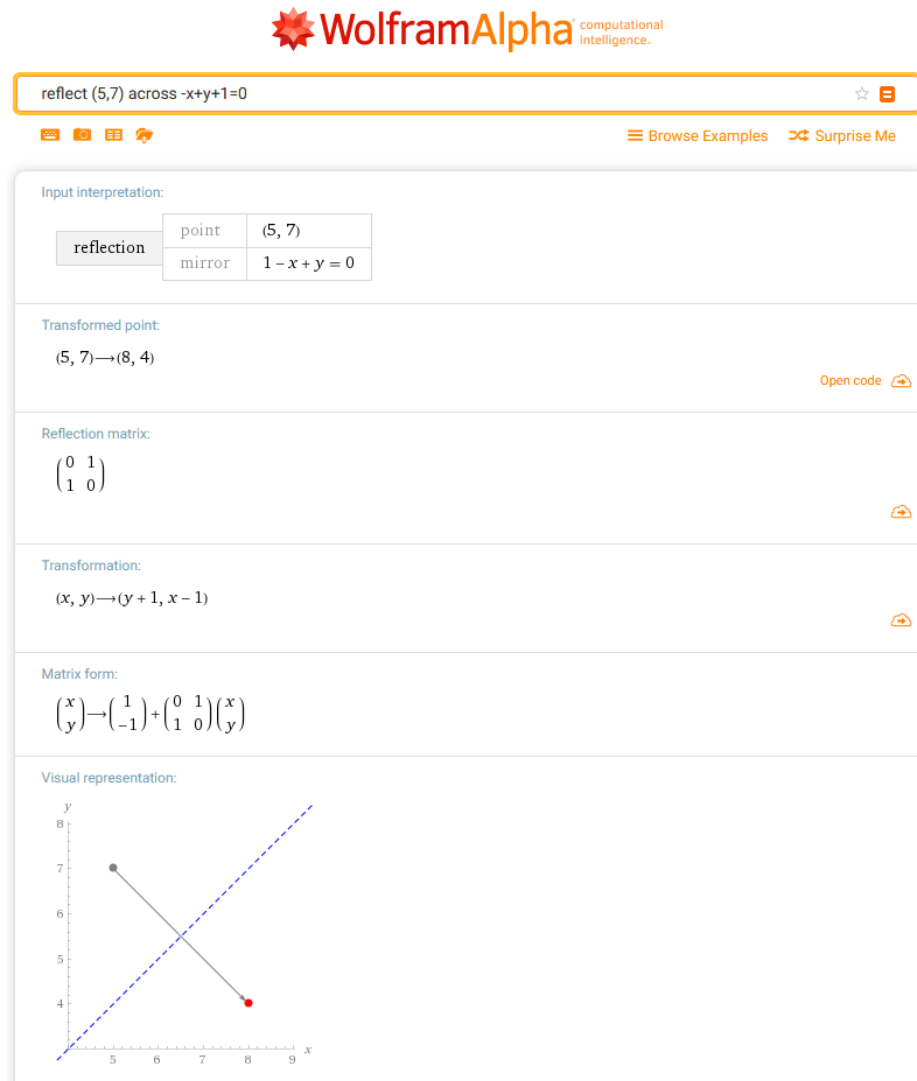 WolframAlpha computational intelligence.
reflect (5,7) across -x+y+1=0
Browse Examples Surprise Me
Input interpretation:
reflection
point (5, 7)
mirror 1 – x + y = 0
Transformed point:
(5, 7)⟶(8, 4)
Open code
Reflection matrix:
(0 1
1 0)
Transformation:
(x, y)⟶(y + 1, x – 1)
Matrix form:
(x
y)⟶(1
–1)+(0 1
1 0)(x
y)
Visual representation:
y
8
7
6
5
4
5 6 7 8 9 x